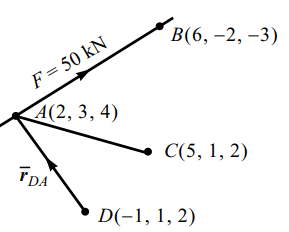 B(6, −2, −3)
F = 50 kN
A(2, 3, 4)
C(5, 1, 2)
r̄DA
D(−1, 1, 2)